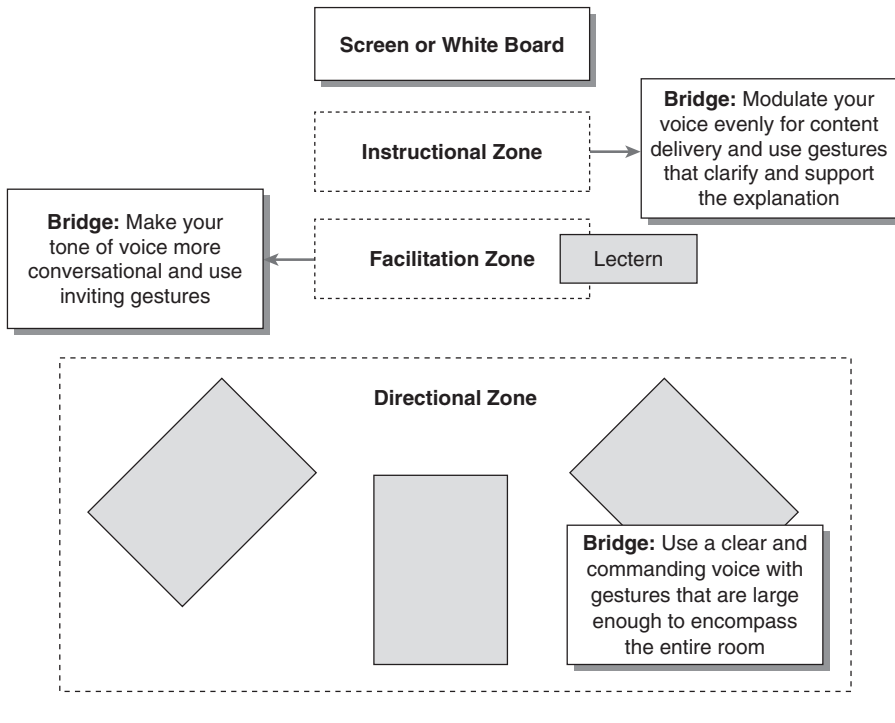 Screen or White Board
Instructional Zone
Bridge: Modulate your
voice evenly for content
delivery and use gestures
that clarify and support
the explanation
Bridge: Make your
tone of voice more
conversational and use
inviting gestures
Facilitation Zone
Lectern
Directional Zone
Bridge: Use a clear and
commanding voice with
gestures that are large
enough to encompass
the entire room